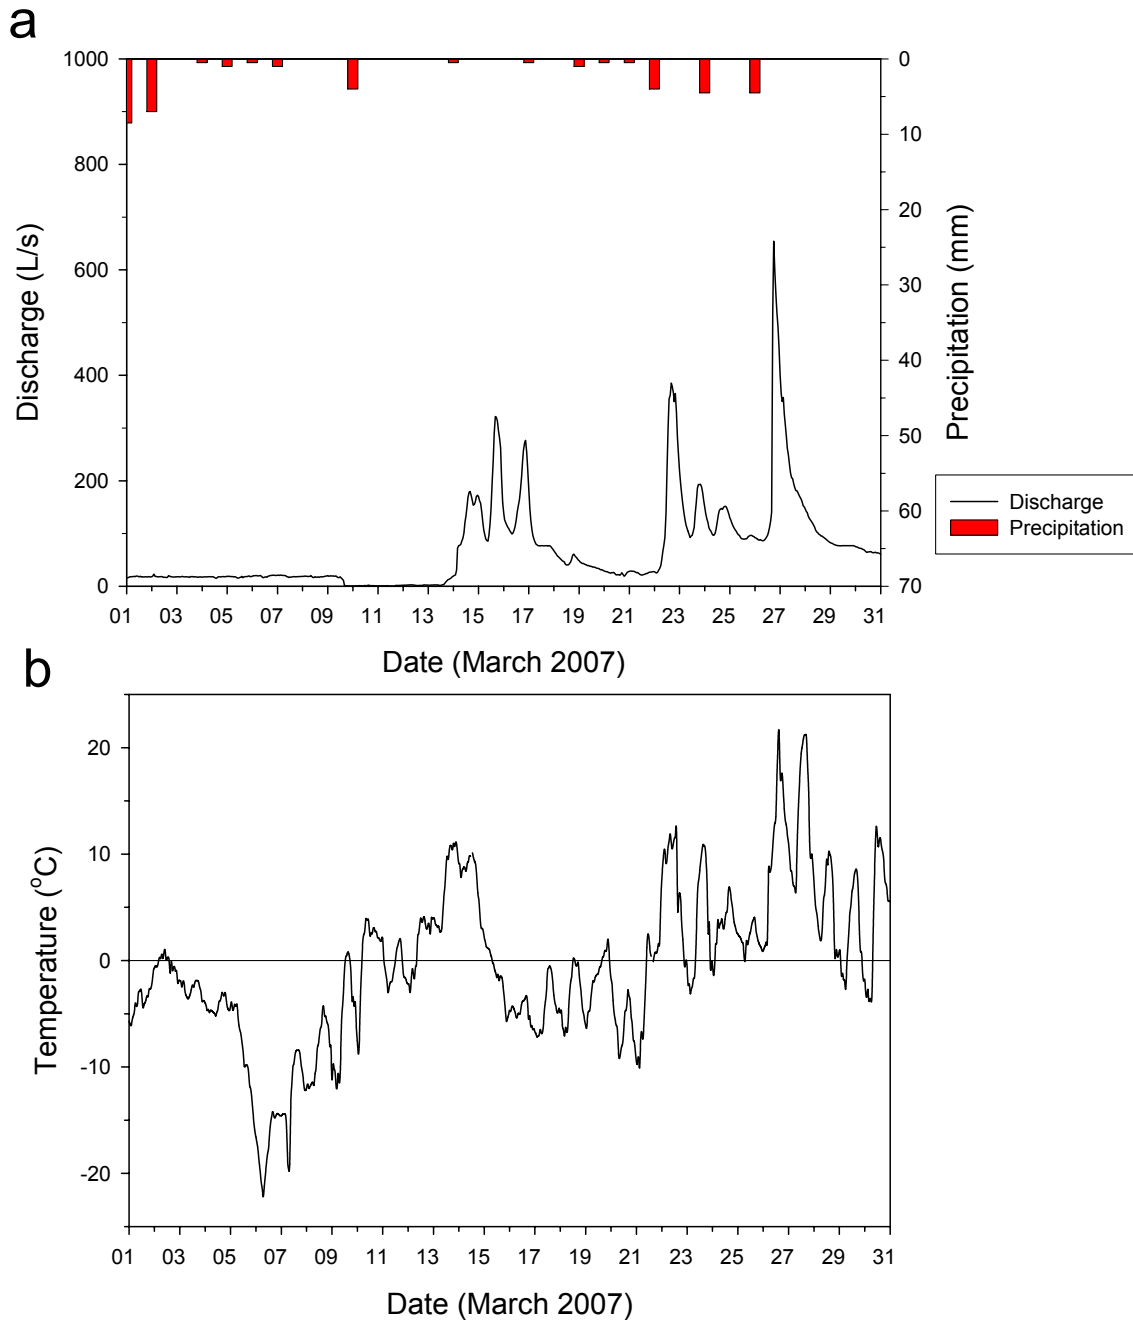 a
1000
800
600
400
200
0
Discharge (L/s)
0
10
20
30
40
50
60
70
Precipitation (mm)
01 03 05 07 09 11 13 15 17 19 21 23 25 27 29 31
Date (March 2007)
Discharge
Precipitation
b
20
10
0
-10
-20
Temperature (°C)
01 03 05 07 09 11 13 15 17 19 21 23 25 27 29 31
Date (March 2007)